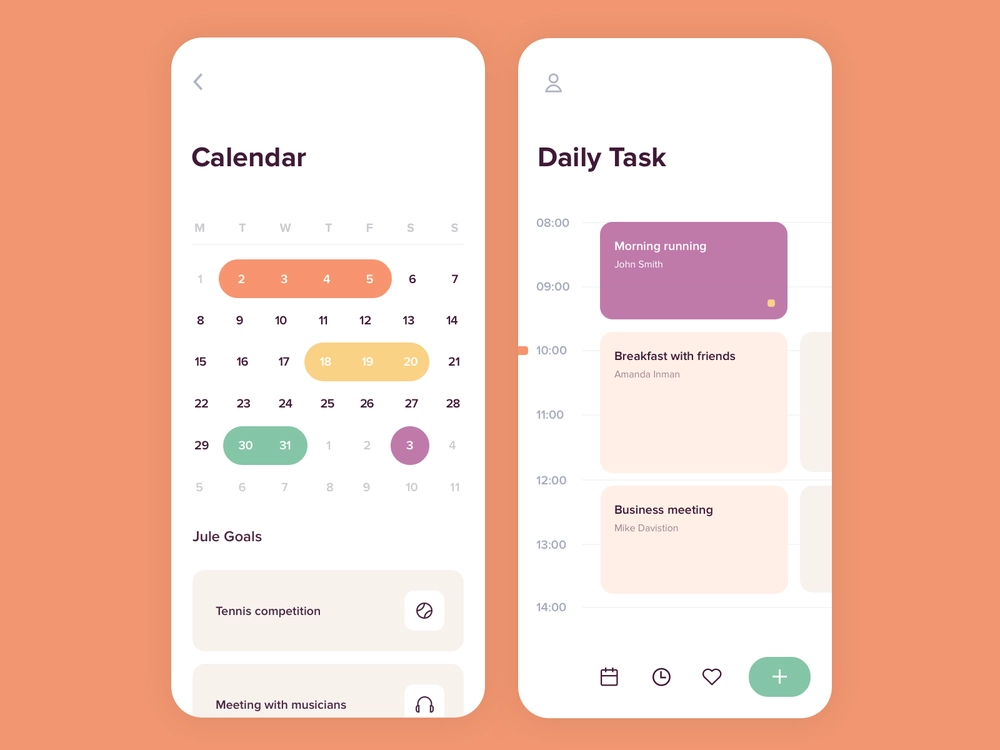 Calendar
M T W T F S S
1 2 3 4 5 6 7
8 9 10 11 12 13 14
15 16 17 18 19 20 21
22 23 24 25 26 27 28
29 30 31 1 2 3 4
5 6 7 8 9 10 11
Jule Goals
Tennis competition
Meeting with musicians
Daily Task
08:00
Morning running
John Smith
09:00
10:00
Breakfast with friends
Amanda Inman
11:00
12:00
Business meeting
Mike Davistion
13:00
14:00